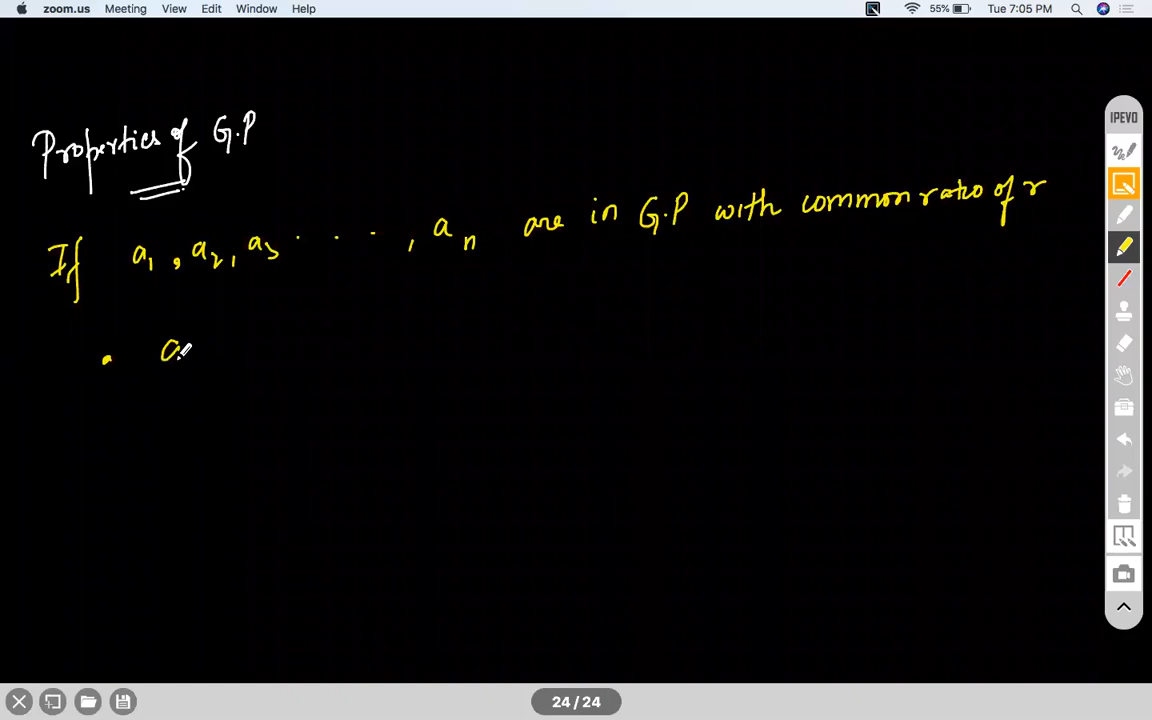 zoom.us Meeting View Edit Window Help 55% Tue 7:05 PM
IPEVO
Properties of G.P
If a₁, a₂, a₃ . . . , aₙ are in G.P with common ratio of r
. a
24 / 24